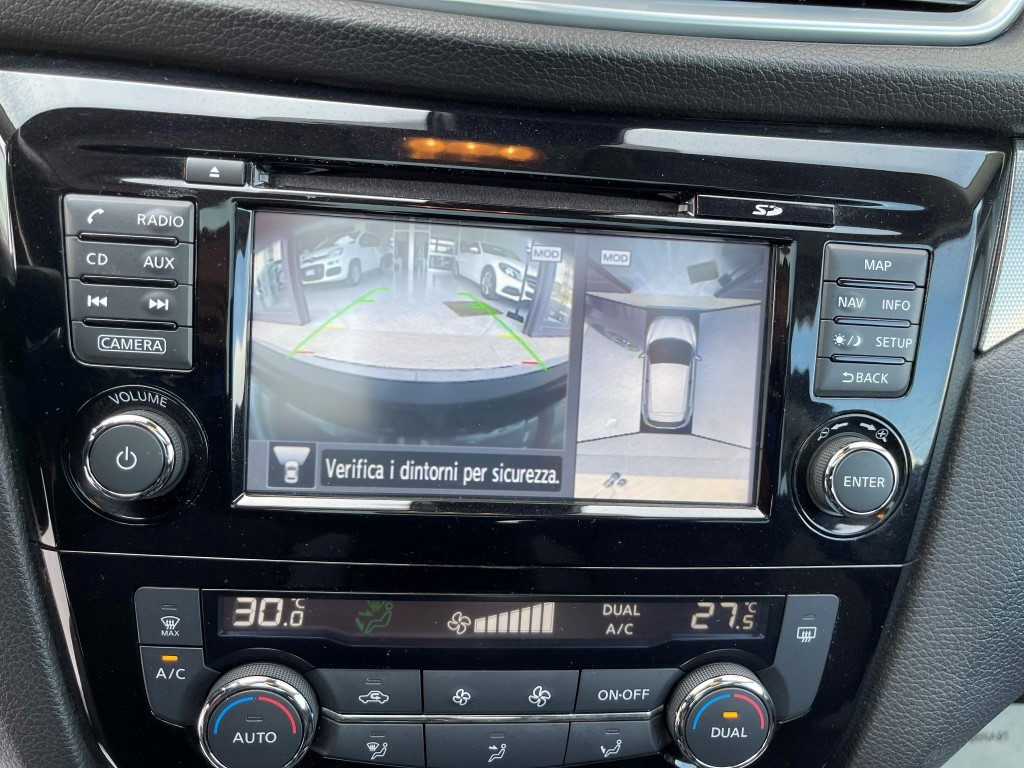 RADIO
CD AUX
CAMERA
VOLUME
SD
MOD
MOD
Verifica i dintorni per sicurezza.
MAP
NAV INFO
SETUP
BACK
ENTER
30.0°C
DUAL
A/C
27.5°C
MAX
A/C
ON·OFF
AUTO
DUAL